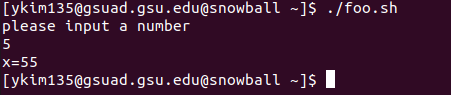 [ykim135@gsuad.gsu.edu@snowball ~]$ ./foo.sh
please input a number
5
x=55
[ykim135@gsuad.gsu.edu@snowball ~]$